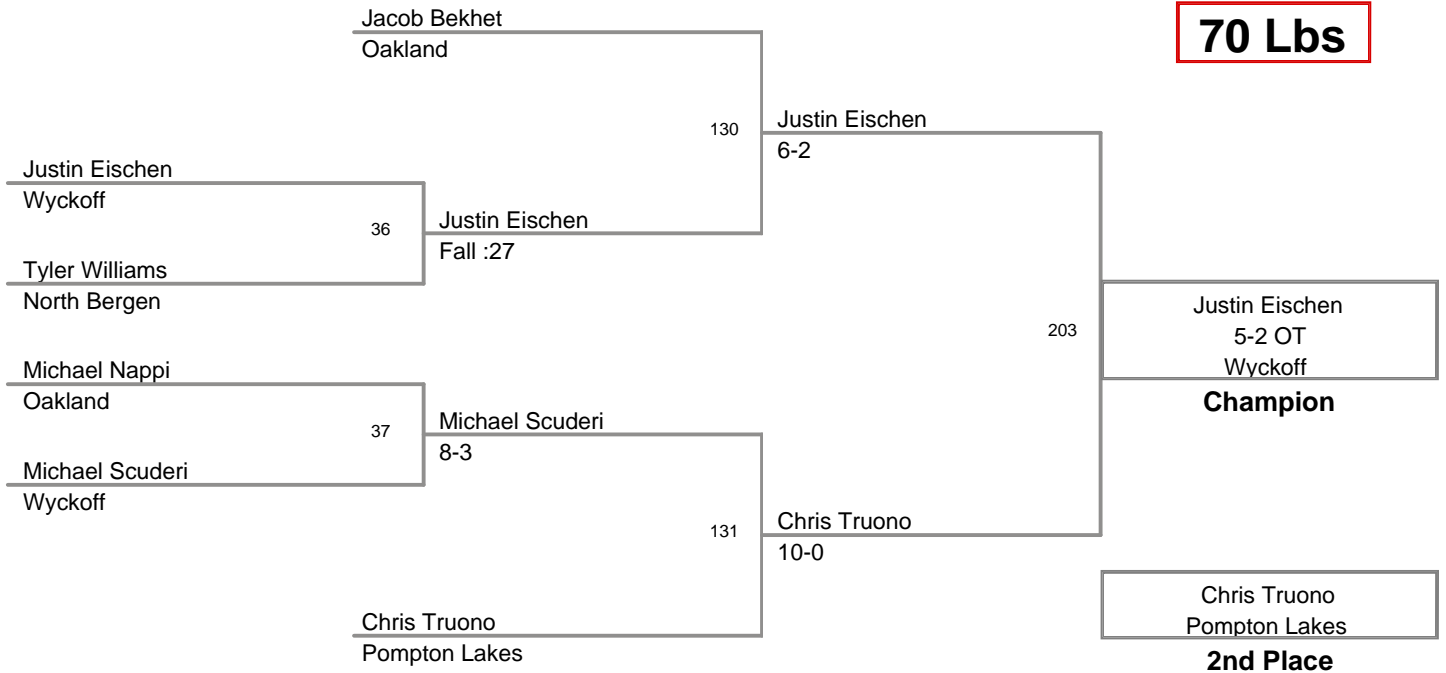 Jacob Bekhet
Oakland
70 Lbs
130
Justin Eischen
6-2
Justin Eischen
Wyckoff
36
Justin Eischen
Fall :27
Tyler Williams
North Bergen
203
Justin Eischen
5-2 OT
Wyckoff
Champion
Michael Nappi
Oakland
37
Michael Scuderi
8-3
Michael Scuderi
Wyckoff
131
Chris Truono
10-0
Chris Truono
Pompton Lakes
Chris Truono
Pompton Lakes
2nd Place